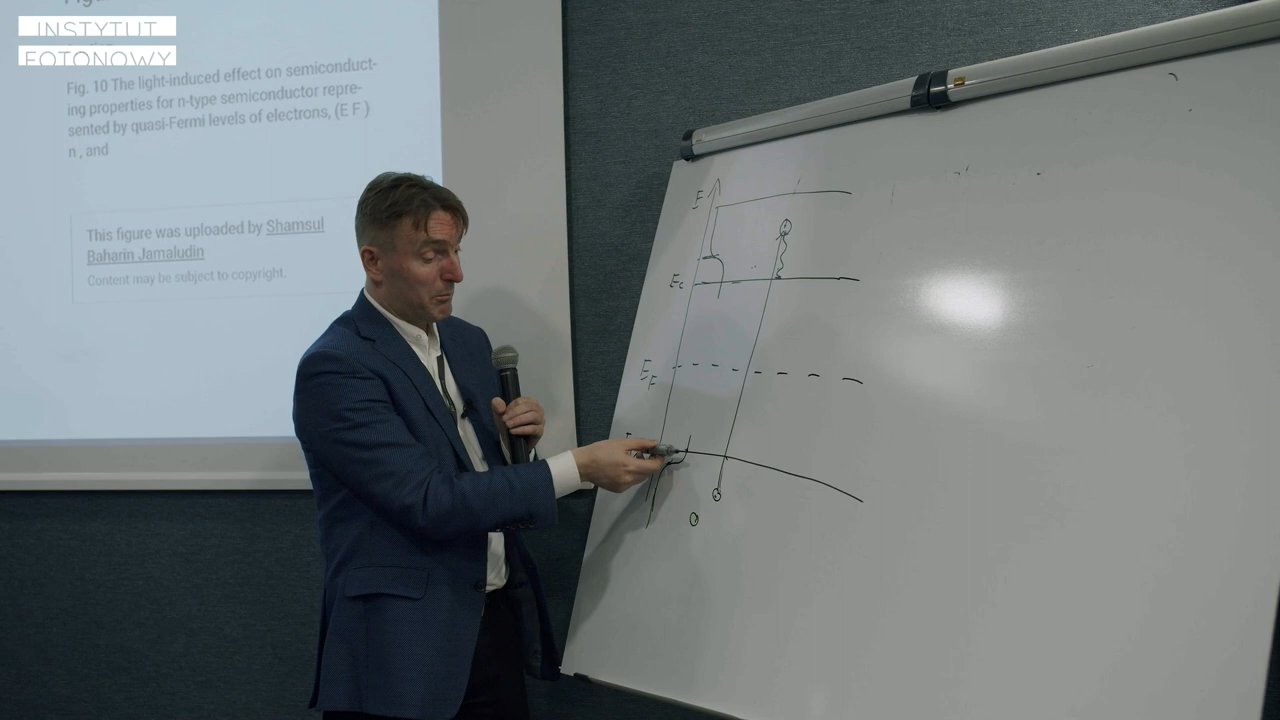 INSTYTUT
FOTONOWY
Fig. 10 The light-induced effect on semiconduct-
ing properties for n-type semiconductor repre-
sented by quasi-Fermi levels of electrons, (E F )
n , and
This figure was uploaded by Shamsul
Baharin Jamaludin
Content may be subject to copyright.
E
Ec
EF